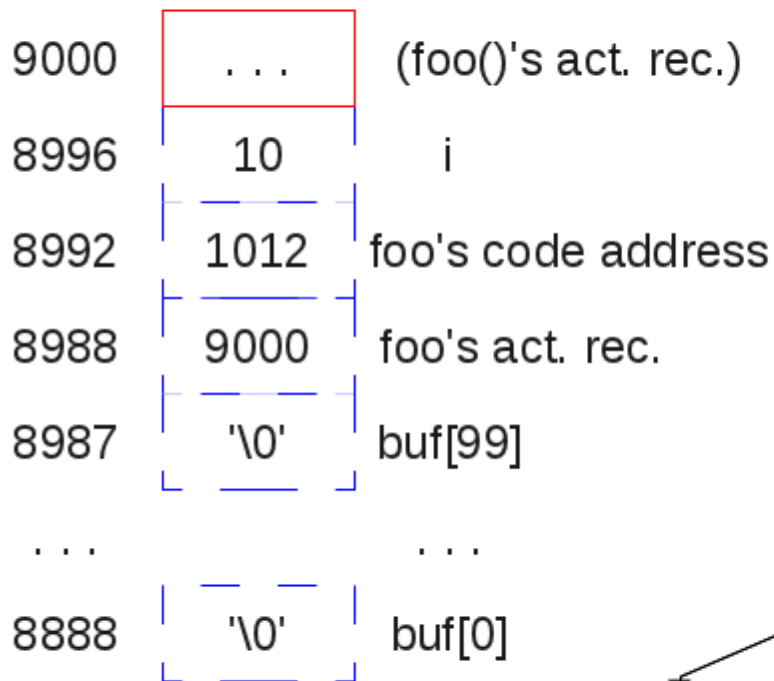 9000 . . . (foo()'s act. rec.)
8996 10 i
8992 1012 foo's code address
8988 9000 foo's act. rec.
8987 '\0' buf[99]
. . . . . .
8888 '\0' buf[0]